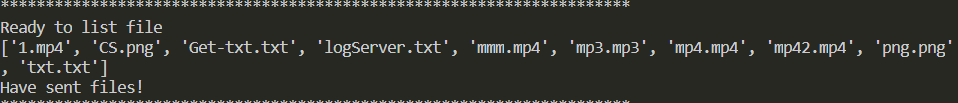 **********************************************************************
Ready to list file
['1.mp4', 'CS.png', 'Get-txt.txt', 'logServer.txt', 'mmm.mp4', 'mp3.mp3', 'mp4.mp4', 'mp42.mp4', 'png.png'
, 'txt.txt']
Have sent files!
**********************************************************************